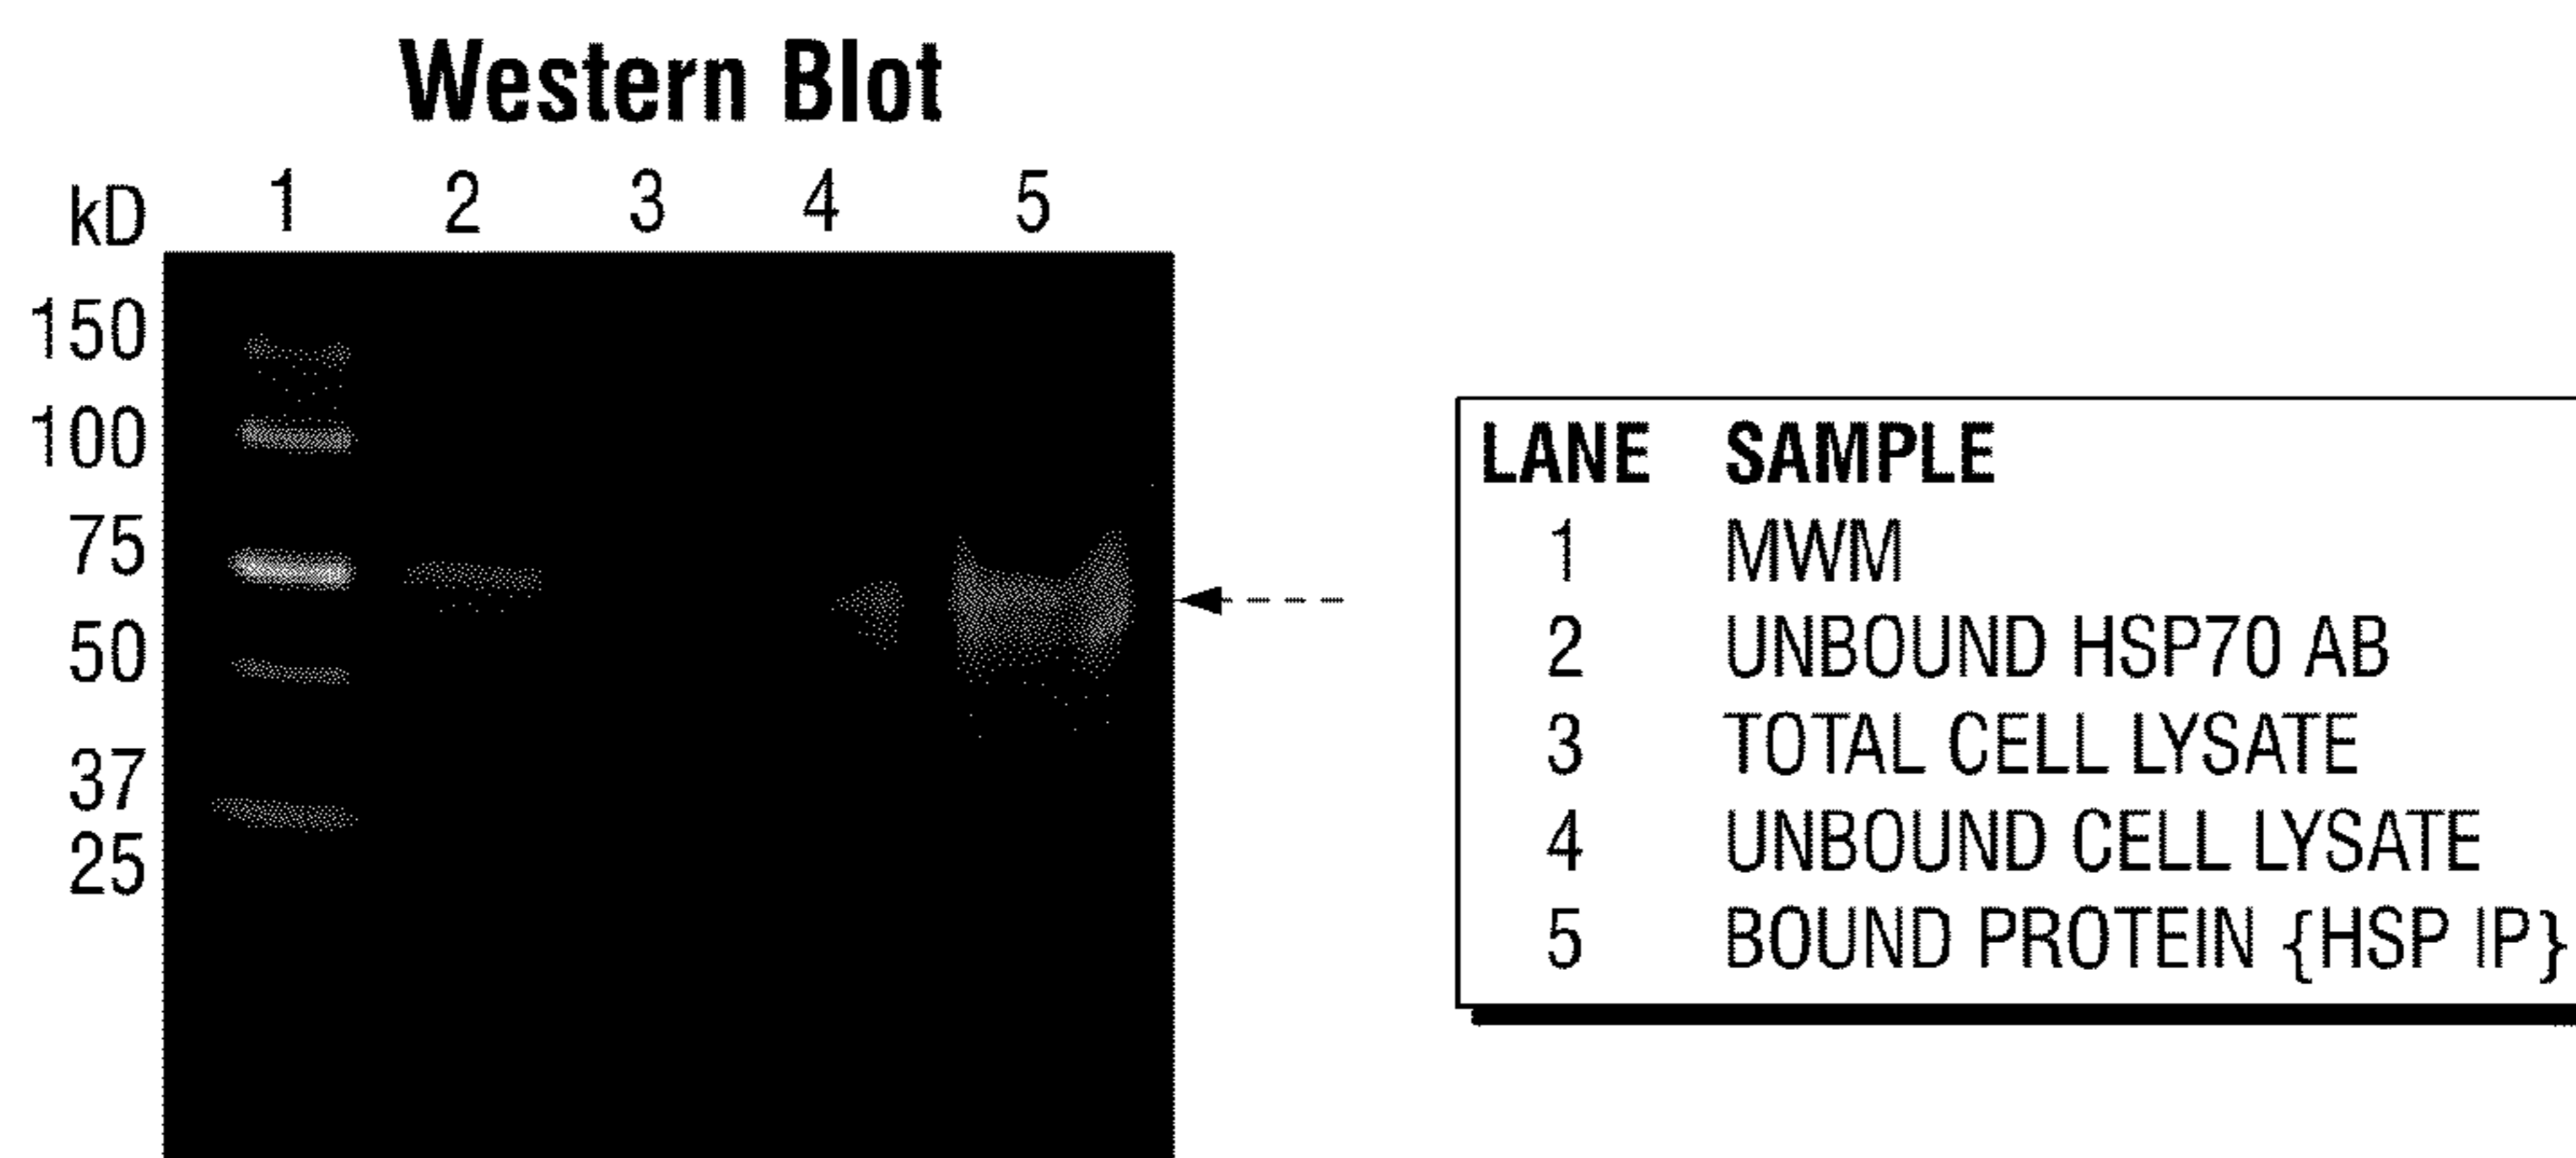 Western Blot
kD 1 2 3 4 5
150
100
75
50
37
25
LANE SAMPLE
1 MWM
2 UNBOUND HSP70 AB
3 TOTAL CELL LYSATE
4 UNBOUND CELL LYSATE
5 BOUND PROTEIN {HSP IP}